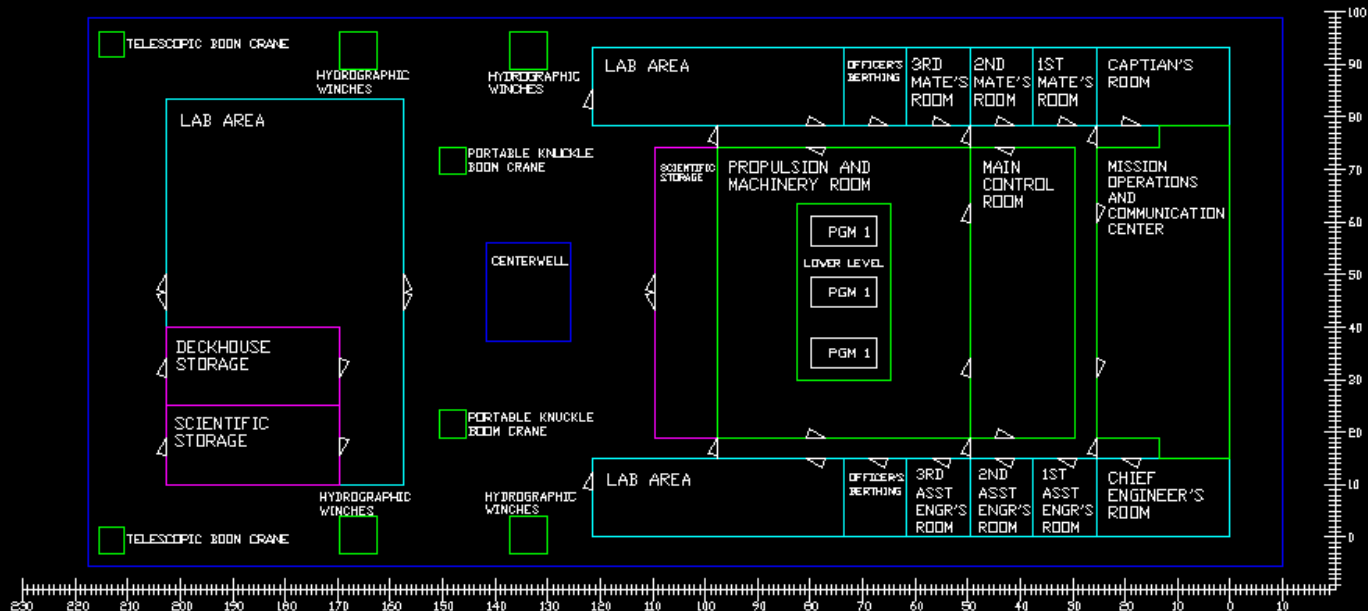 TELESCOPIC BOON CRANE
HYDROGRAPHIC
WINCHES
HYDROGRAPHIC
WINCHES
LAB AREA
OFFICER'S
BERTHING
3RD
MATE'S
ROOM
2ND
MATE'S
ROOM
1ST
MATE'S
ROOM
CAPTIAN'S
ROOM
LAB AREA
PORTABLE KNUCKLE
BOOM CRANE
SCIENTIFIC
STORAGE
PROPULSION AND
MACHINERY ROOM
MAIN
CONTROL
ROOM
MISSION
OPERATIONS
AND
COMMUNICATION
CENTER
PGM 1
LOWER LEVEL
PGM 1
PGM 1
CENTERWELL
DECKHOUSE
STORAGE
SCIENTIFIC
STORAGE
PORTABLE KNUCKLE
BOOM CRANE
HYDROGRAPHIC
WINCHES
HYDROGRAPHIC
WINCHES
LAB AREA
OFFICER'S
BERTHING
3RD
ASST
ENGR'S
ROOM
2ND
ASST
ENGR'S
ROOM
1ST
ASST
ENGR'S
ROOM
CHIEF
ENGINEER'S
ROOM
TELESCOPIC BOON CRANE
100
90
80
70
60
50
40
30
20
10
0
230 220 210 200 190 180 170 160 150 140 130 120 110 100 90 80 70 60 50 40 30 20 10 0 10